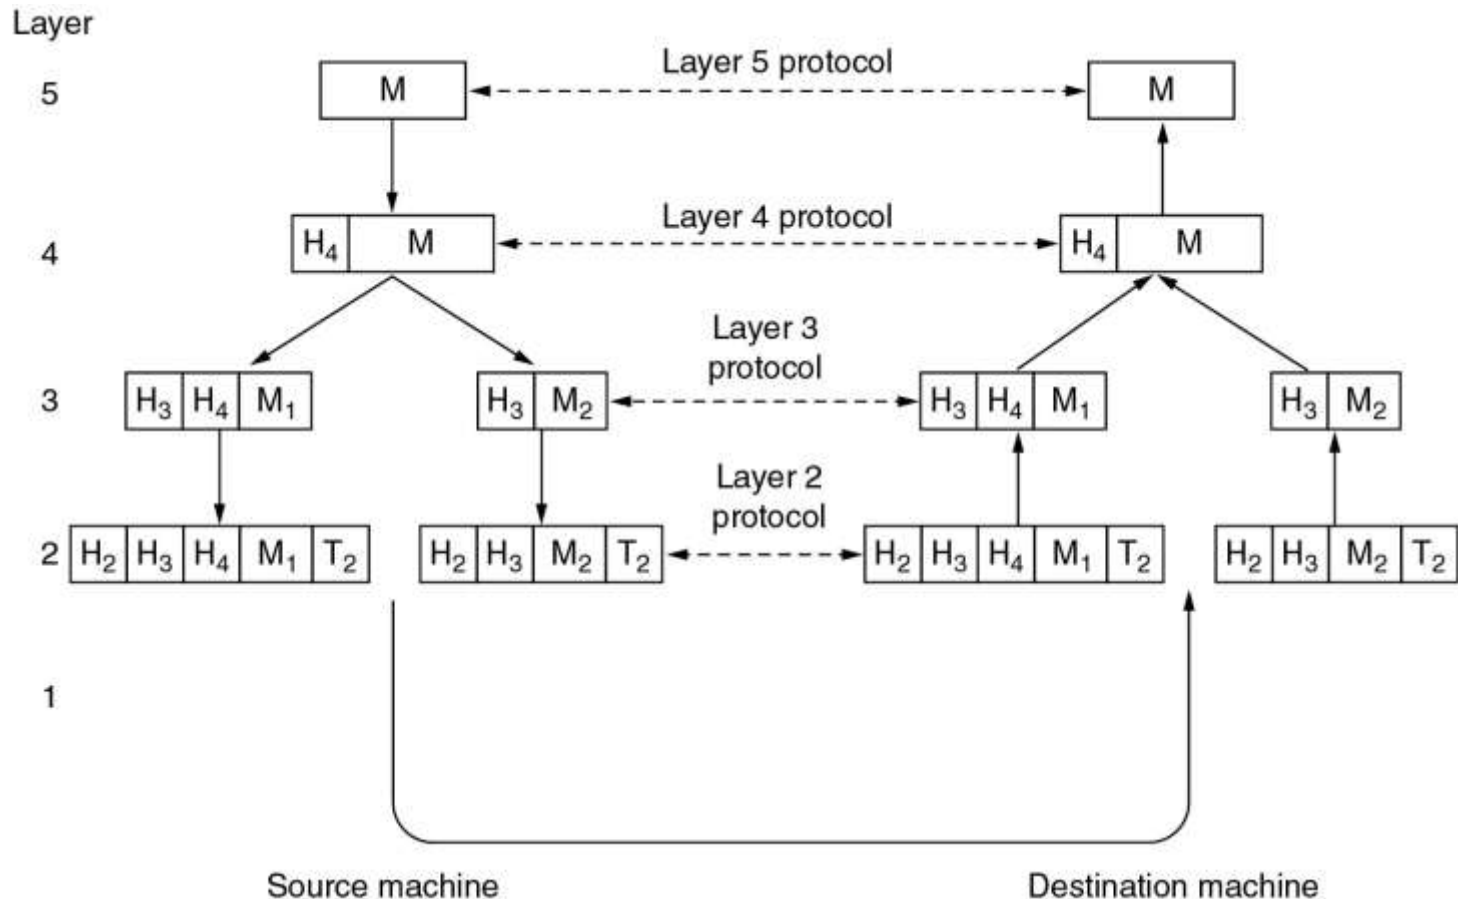 Layer
5
M
Layer 5 protocol
M
4
H₄ M
Layer 4 protocol
H₄ M
3
H₃ H₄ M₁
H₃ M₂
Layer 3
protocol
H₃ H₄ M₁
H₃ M₂
2
H₂ H₃ H₄ M₁ T₂
H₂ H₃ M₂ T₂
Layer 2
protocol
H₂ H₃ H₄ M₁ T₂
H₂ H₃ M₂ T₂
1
Source machine
Destination machine